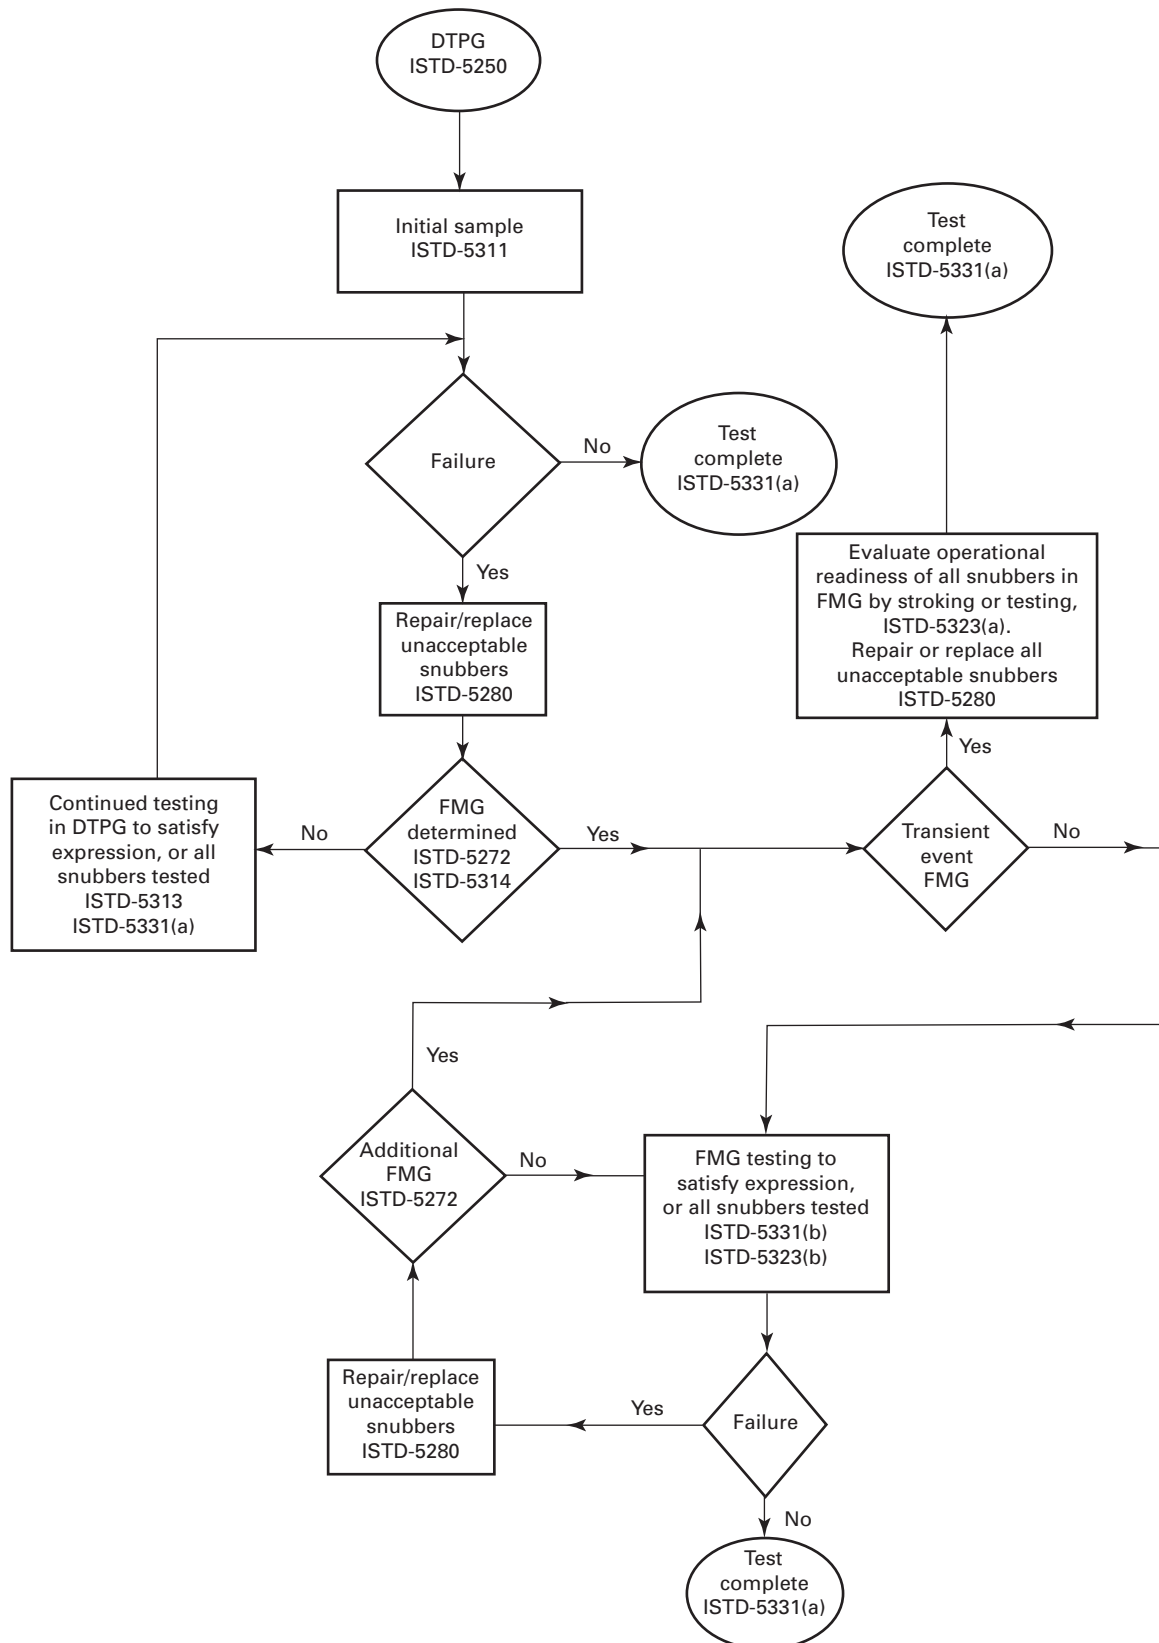 DTPG
ISTD-5250
Initial sample
ISTD-5311
Test
complete
ISTD-5331(a)
Failure
No
Test
complete
ISTD-5331(a)
Yes
Repair/replace
unacceptable
snubbers
ISTD-5280
Evaluate operational
readiness of all snubbers in
FMG by stroking or testing,
ISTD-5323(a).
Repair or replace all
unacceptable snubbers
ISTD-5280
Yes
Continued testing
in DTPG to satisfy
expression, or all
snubbers tested
ISTD-5313
ISTD-5331(a)
No
FMG
determined
ISTD-5272
ISTD-5314
Yes
Transient
event
FMG
No
Yes
Additional
FMG
ISTD-5272
No
FMG testing to
satisfy expression,
or all snubbers tested
ISTD-5331(b)
ISTD-5323(b)
Repair/replace
unacceptable
snubbers
ISTD-5280
Yes
Failure
No
Test
complete
ISTD-5331(a)